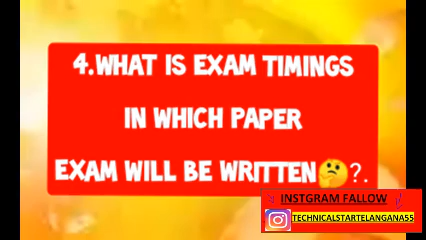 4.WHAT IS EXAM TIMINGS
IN WHICH PAPER
EXAM WILL BE WRITTEN🤔?.
INSTGRAM FALLOW
TECHNICALSTARTELANGANA55